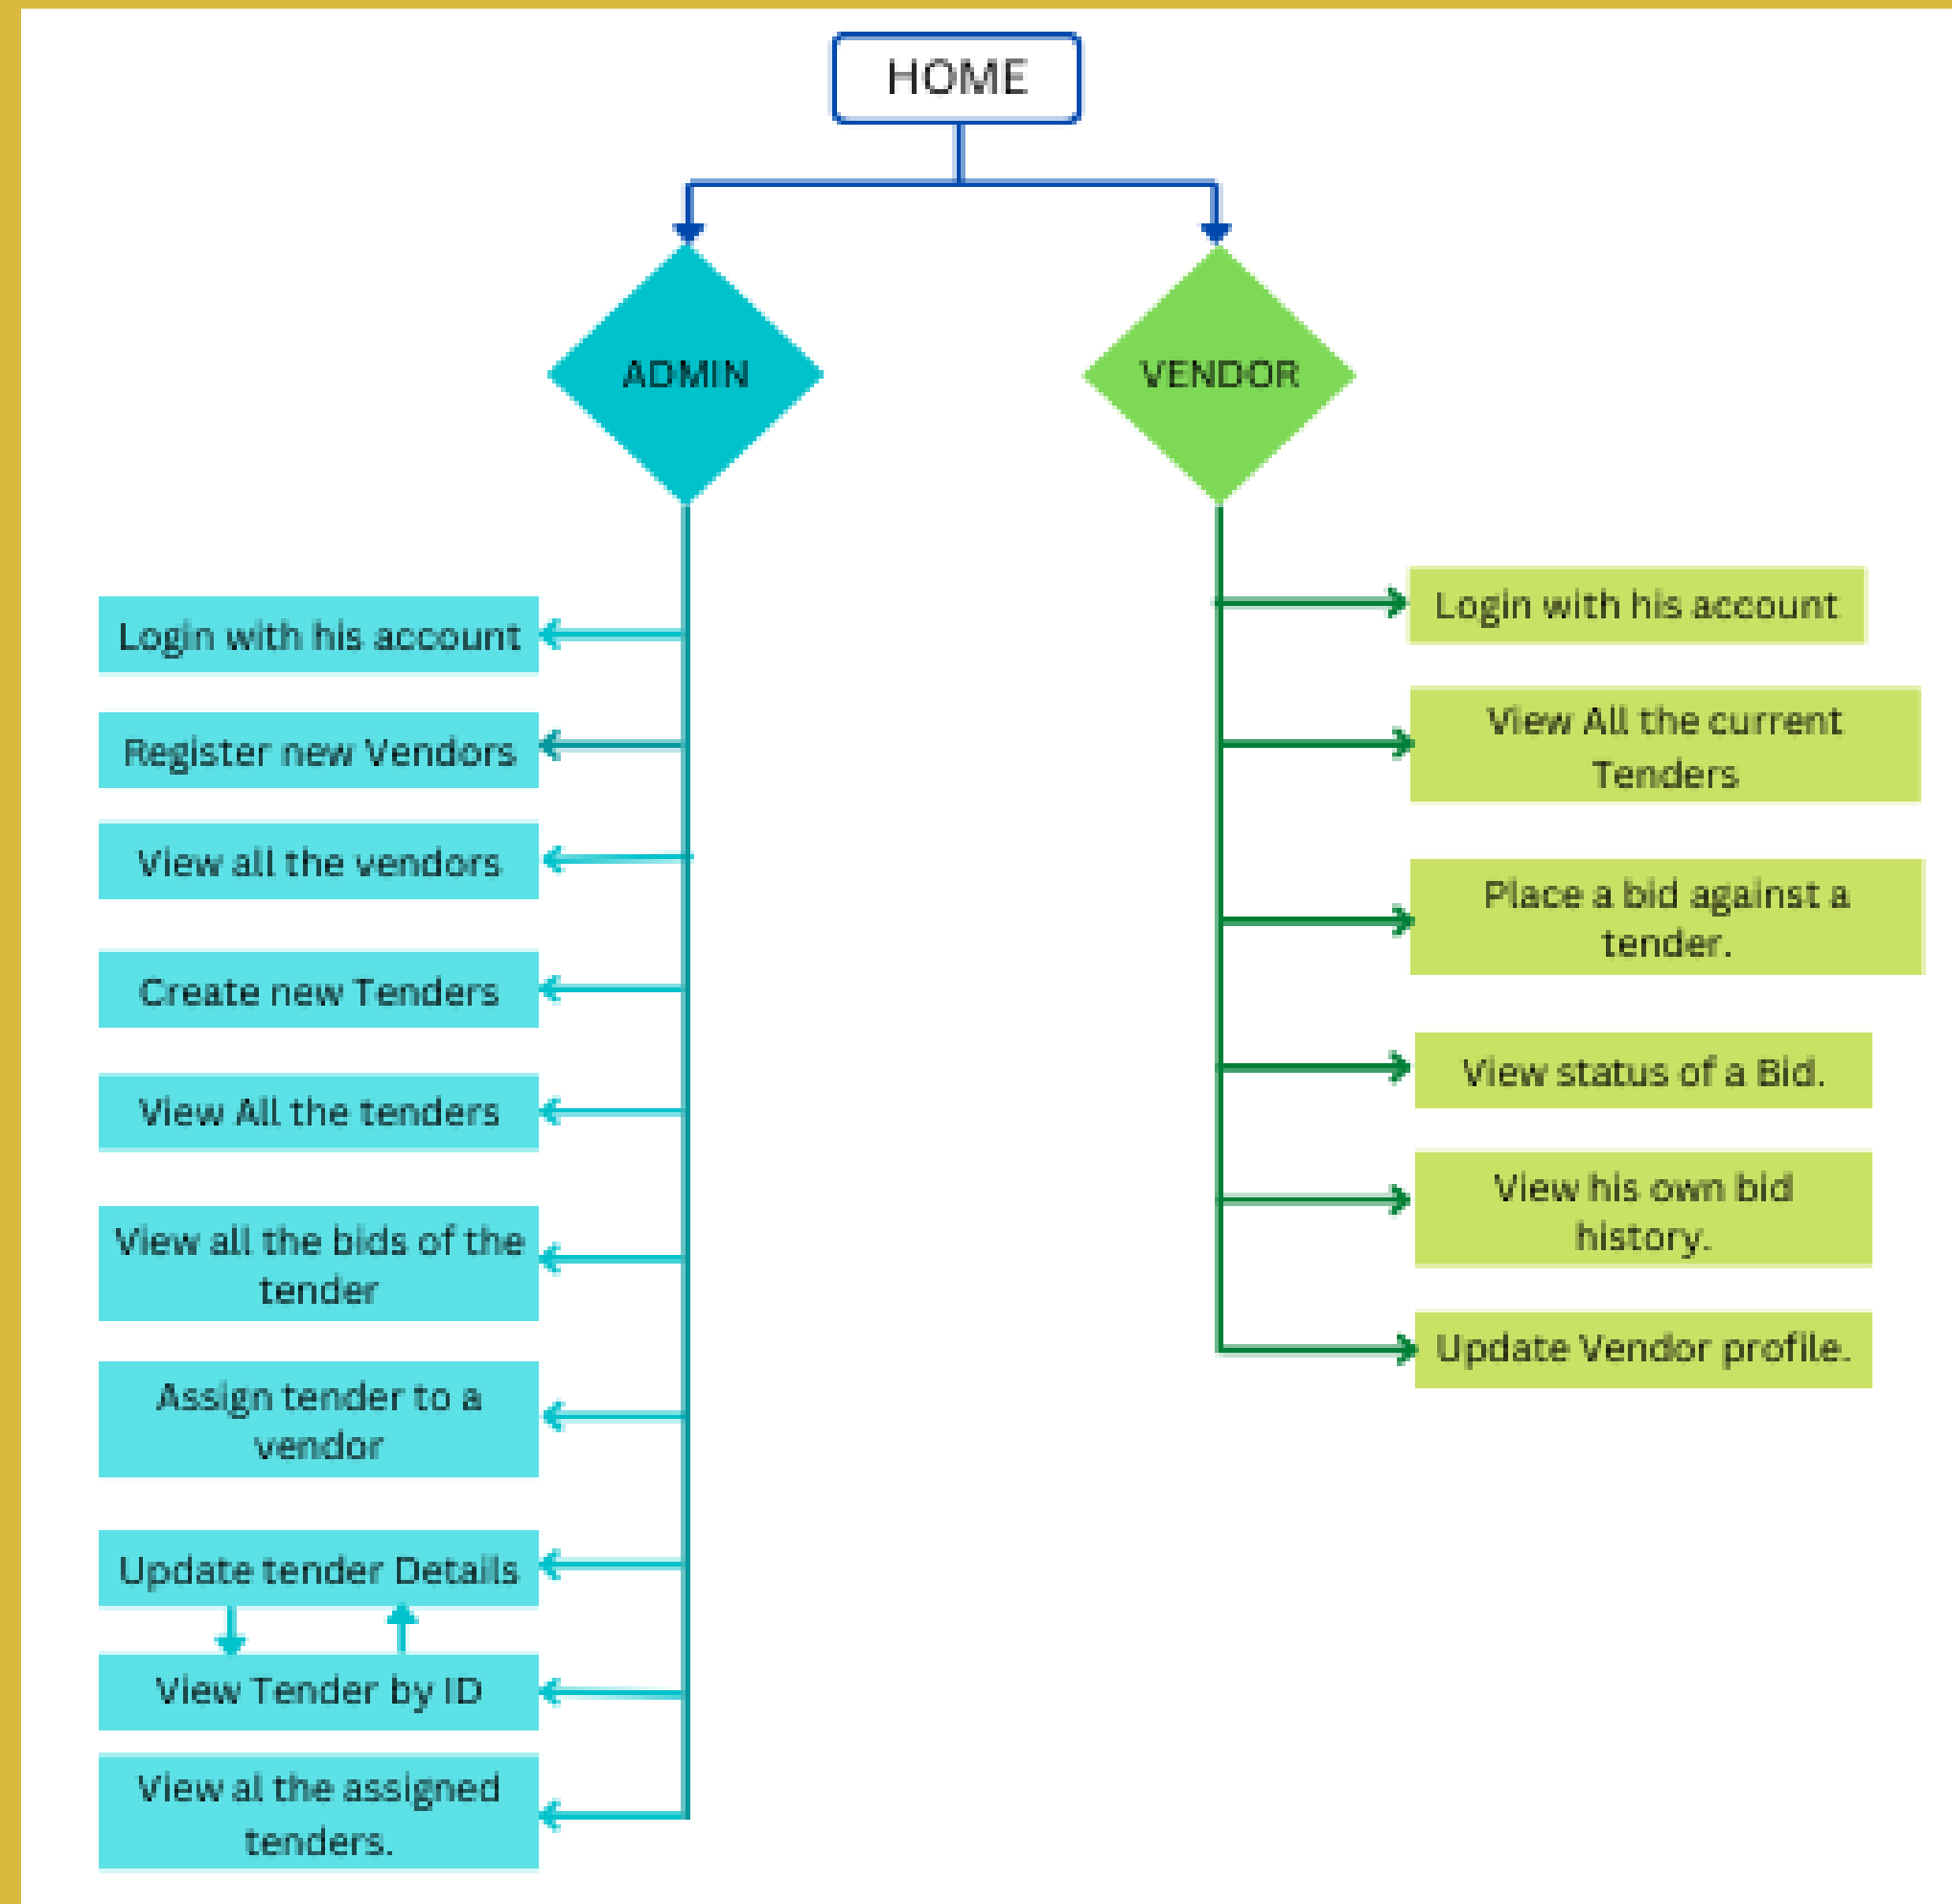 HOME
ADMIN
VENDOR
Login with his account
Register new Vendors
View all the vendors
Create new Tenders
View All the tenders
View all the bids of the
tender
Assign tender to a
vendor
Update tender Details
View Tender by ID
View al the assigned
tenders.
Login with his account
View All the current
Tenders
Place a bid against a
tender.
View status of a Bid.
View his own bid
history.
Update Vendor profile.